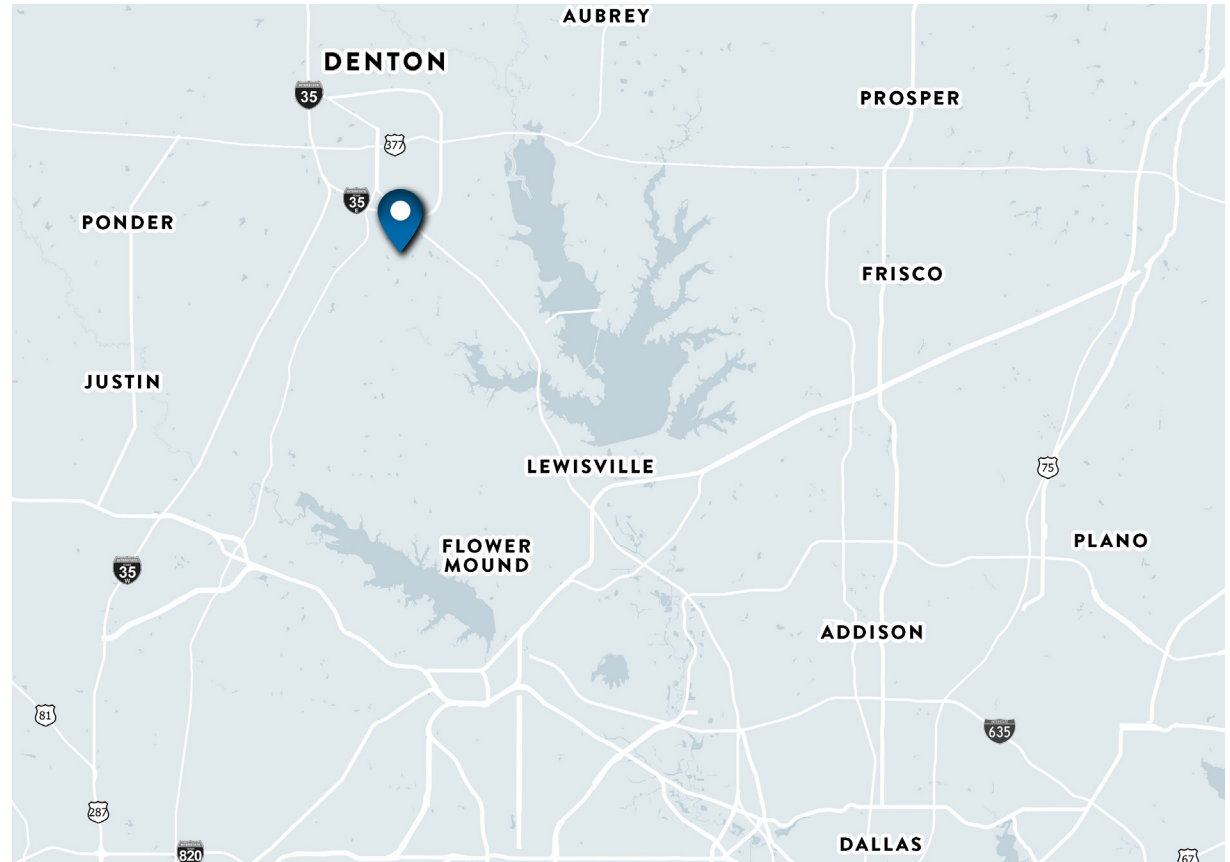 AUBREY
DENTON
35
PROSPER
377
35
PONDER
FRISCO
JUSTIN
LEWISVILLE
75
FLOWER
MOUND
PLANO
35
W
ADDISON
81
635
287
DALLAS
820
67